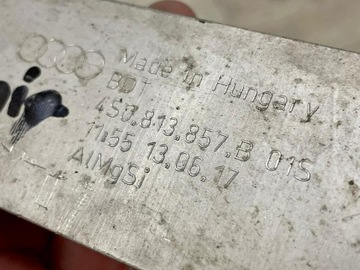 Made in Hungary
BDT
4S0.813.857.B 01S
11:55 13.06.17
AlMgSi